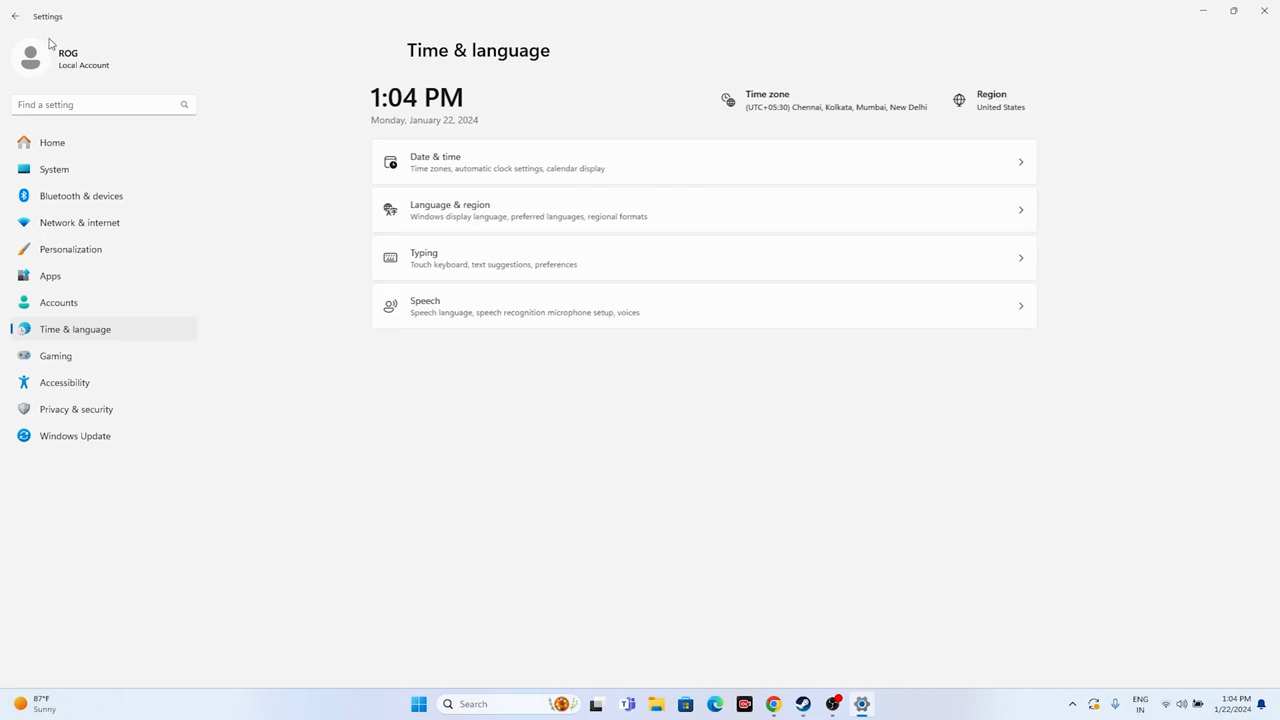 Settings
ROG
Local Account
Find a setting
Home
System
Bluetooth & devices
Network & internet
Personalization
Apps
Accounts
Time & language
Gaming
Accessibility
Privacy & security
Windows Update
Time & language
1:04 PM
Monday, January 22, 2024
Time zone
(UTC+05:30) Chennai, Kolkata, Mumbai, New Delhi
Region
United States
Date & time
Time zones, automatic clock settings, calendar display
Language & region
Windows display language, preferred languages, regional formats
Typing
Touch keyboard, text suggestions, preferences
Speech
Speech language, speech recognition microphone setup, voices
87°F
Sunny
Search
ENG
IN
1:04 PM
1/22/2024